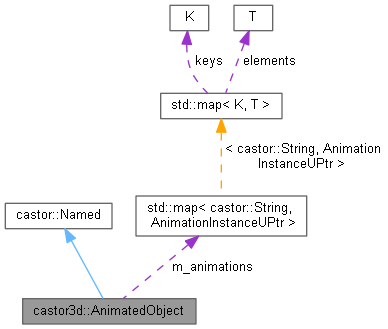 K
T
keys
elements
std::map< K, T >
< castor::String, Animation
InstanceUPtr >
castor::Named
std::map< castor::String,
AnimationInstanceUPtr >
m_animations
castor3d::AnimatedObject